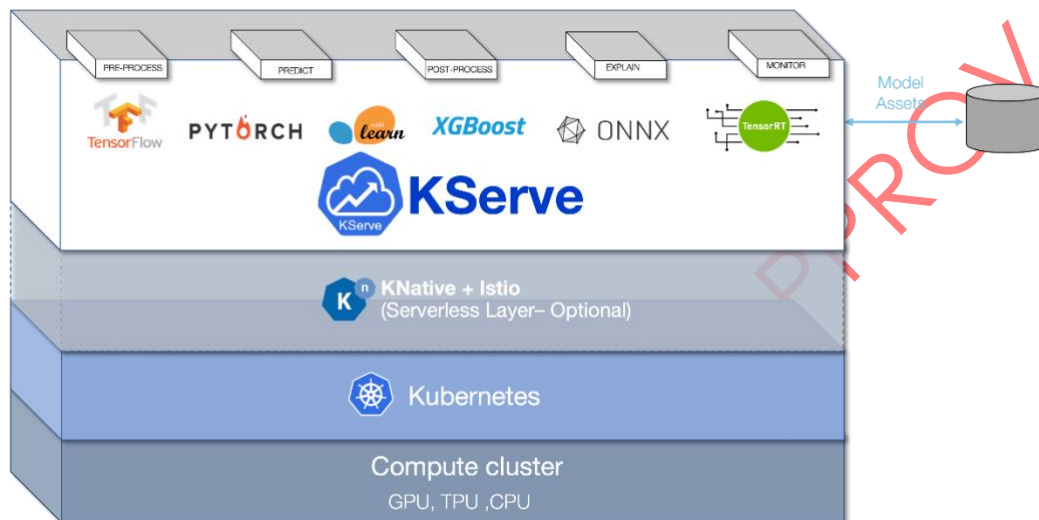 PRE-PROCESS
PREDICT
POST-PROCESS
EXPLAIN
MONITOR
TensorFlow
PYTORCH
learn
XGBoost
ONNX
TensorRT
Model
Assets
PPROV
KServe
KServe
K n KNative + Istio
(Serverless Layer– Optional)
Kubernetes
Compute cluster
GPU, TPU ,CPU